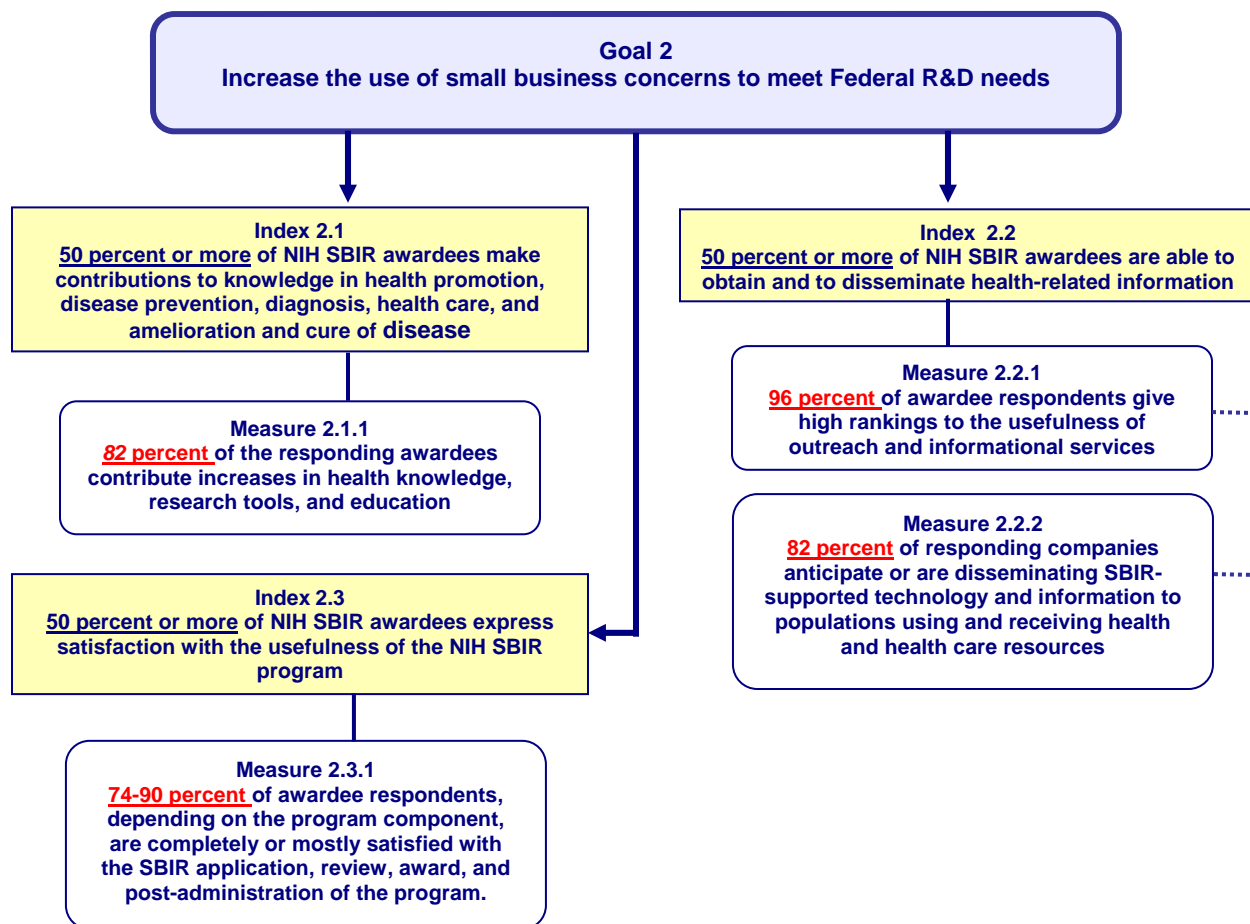 Goal 2
Increase the use of small business concerns to meet Federal R&D needs
Index 2.1
50 percent or more of NIH SBIR awardees make
contributions to knowledge in health promotion,
disease prevention, diagnosis, health care, and
amelioration and cure of disease
Measure 2.1.1
82 percent of the responding awardees
contribute increases in health knowledge,
research tools, and education
Index 2.2
50 percent or more of NIH SBIR awardees are able to
obtain and to disseminate health-related information
Measure 2.2.1
96 percent of awardee respondents give
high rankings to the usefulness of
outreach and informational services
Measure 2.2.2
82 percent of responding companies
anticipate or are disseminating SBIR-
supported technology and information to
populations using and receiving health
and health care resources
Index 2.3
50 percent or more of NIH SBIR awardees express
satisfaction with the usefulness of the NIH SBIR
program
Measure 2.3.1
74-90 percent of awardee respondents,
depending on the program component,
are completely or mostly satisfied with
the SBIR application, review, award, and
post-administration of the program.